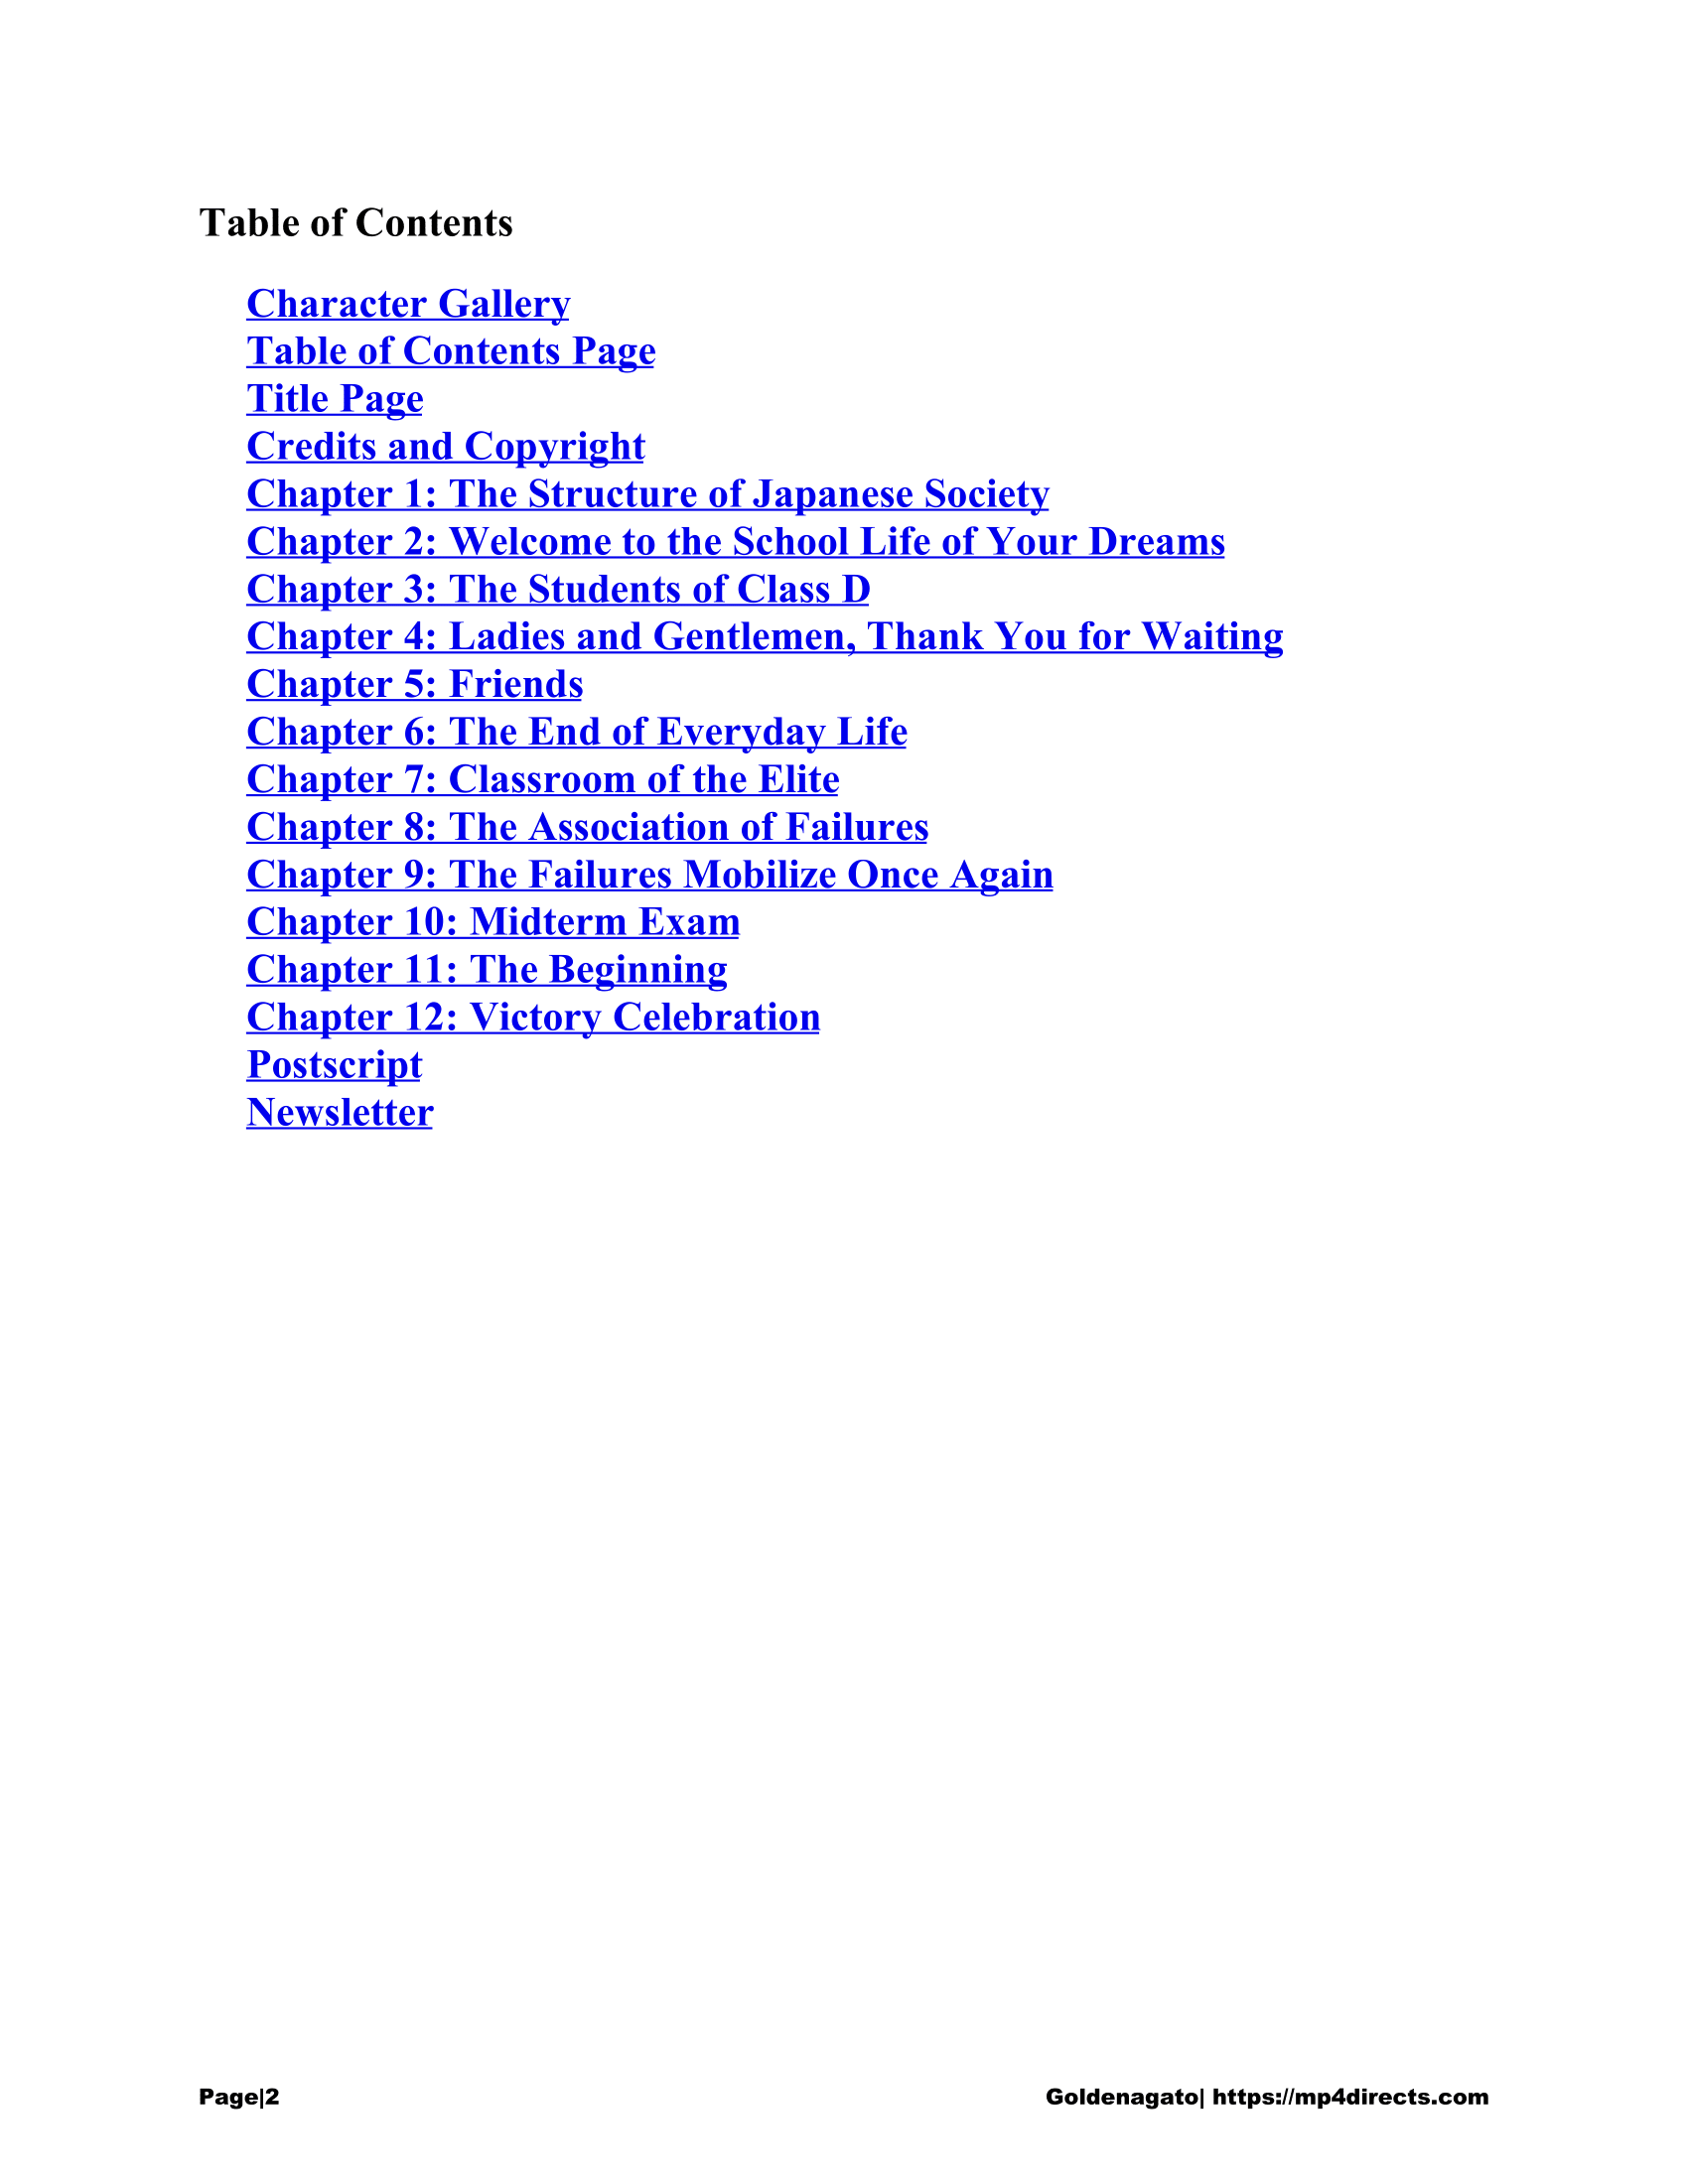 Table of Contents
Character Gallery
Table of Contents Page
Title Page
Credits and Copyright
Chapter 1: The Structure of Japanese Society
Chapter 2: Welcome to the School Life of Your Dreams
Chapter 3: The Students of Class D
Chapter 4: Ladies and Gentlemen, Thank You for Waiting
Chapter 5: Friends
Chapter 6: The End of Everyday Life
Chapter 7: Classroom of the Elite
Chapter 8: The Association of Failures
Chapter 9: The Failures Mobilize Once Again
Chapter 10: Midterm Exam
Chapter 11: The Beginning
Chapter 12: Victory Celebration
Postscript
Newsletter
Page|2 Goldenagato| https://mp4directs.com